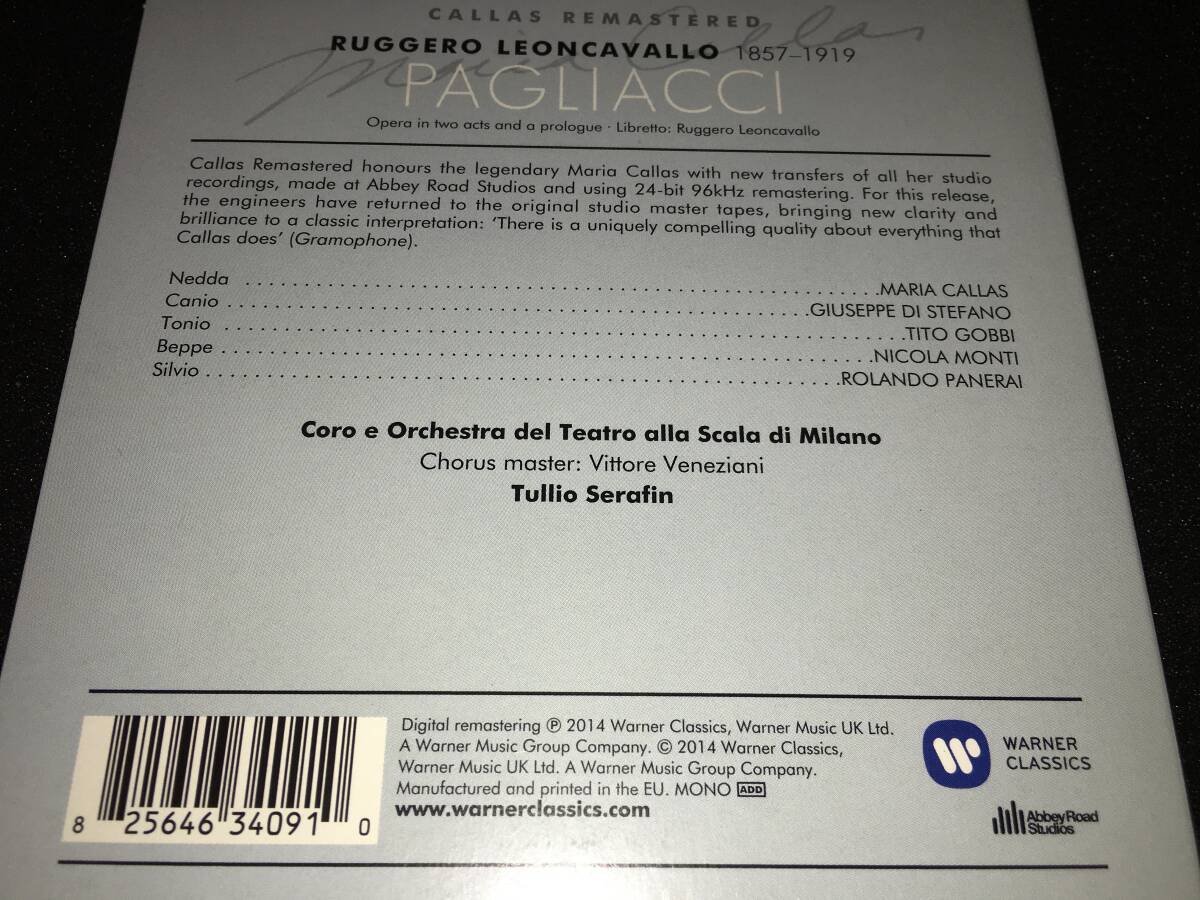 CALLAS REMASTERED
Maria Callas
RUGGERO LEONCAVALLO 1857–1919
PAGLIACCI
Opera in two acts and a prologue · Libretto: Ruggero Leoncavallo
Callas Remastered honours the legendary Maria Callas with new transfers of all her studio
recordings, made at Abbey Road Studios and using 24-bit 96kHz remastering. For this release,
the engineers have returned to the original studio master tapes, bringing new clarity and
brilliance to a classic interpretation: ‘There is a uniquely compelling quality about everything that
Callas does’ (Gramophone).
Nedda MARIA CALLAS
Canio GIUSEPPE DI STEFANO
Tonio TITO GOBBI
Beppe NICOLA MONTI
Silvio ROLANDO PANERAI
Coro e Orchestra del Teatro alla Scala di Milano
Chorus master: Vittore Veneziani
Tullio Serafin
8 25646 34091 0
Digital remastering ℗ 2014 Warner Classics, Warner Music UK Ltd.
A Warner Music Group Company. © 2014 Warner Classics,
Warner Music UK Ltd. A Warner Music Group Company.
Manufactured and printed in the EU. MONO ADD
www.warnerclassics.com
WARNER
CLASSICS
Abbey Road
Studios